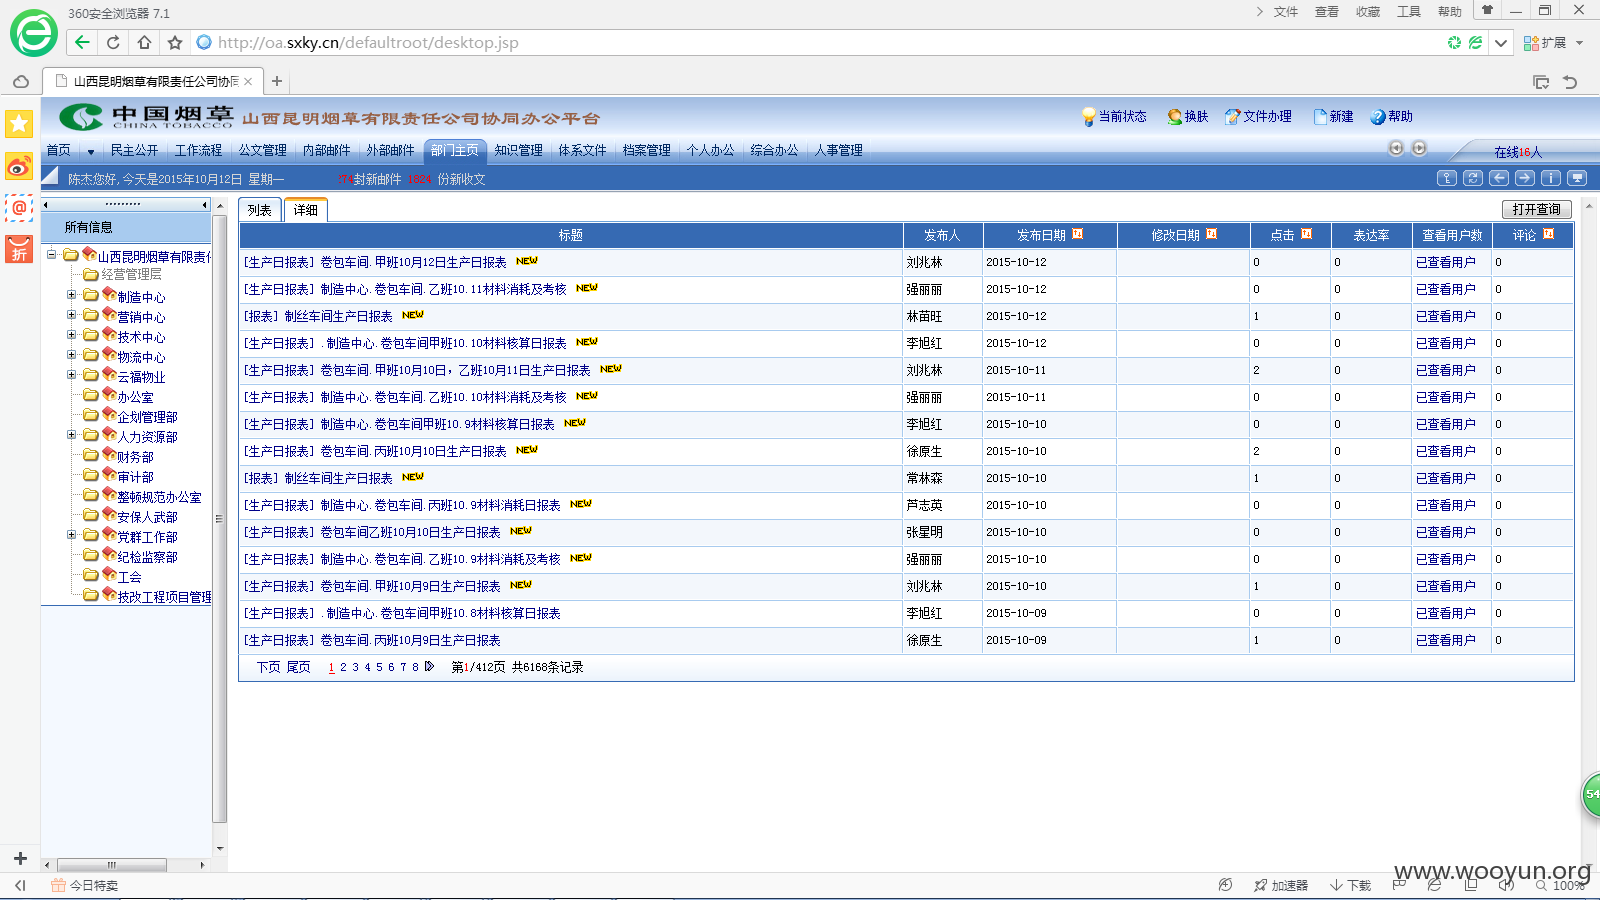 360安全浏览器 7.1
文件 查看 收藏 工具 帮助
http://oa.sxky.cn/defaultroot/desktop.jsp
扩展
山西昆明烟草有限责任公司协同
中国烟草
CHINA TOBACCO
山西昆明烟草有限责任公司协同办公平台
当前状态 换肤 文件办理 新建 帮助
首页 民主公开 工作流程 公文管理 内部邮件 外部邮件 部门主页 知识管理 体系文件 档案管理 个人办公 综合办公 人事管理
在线16人
陈杰您好,今天是2015年10月12日 星期一 封新邮件 1824 份新收文
列表 详细 打开查询
所有信息
山西昆明烟草有限责任
经营管理层
制造中心
营销中心
技术中心
物流中心
云福物业
办公室
企划管理部
人力资源部
财务部
审计部
整顿规范办公室
安保人武部
党群工作部
纪检监察部
工会
技改工程项目管理
标题 发布人 发布日期 修改日期 点击 表达率 查看用户数 评论
[生产日报表] 卷包车间.甲班10月12日生产日报表 NEW 刘兆林 2015-10-12 0 0 已查看用户 0
[生产日报表] 制造中心.卷包车间.乙班10.11材料消耗及考核 NEW 强丽丽 2015-10-12 0 0 已查看用户 0
[报表] 制丝车间生产日报表 NEW 林苗旺 2015-10-12 1 0 已查看用户 0
[生产日报表] .制造中心.卷包车间甲班10.10材料核算日报表 NEW 李旭红 2015-10-12 0 0 已查看用户 0
[生产日报表] 卷包车间.甲班10月10日，乙班10月11日生产日报表 NEW 刘兆林 2015-10-11 2 0 已查看用户 0
[生产日报表] 制造中心.卷包车间.乙班10.10材料消耗及考核 NEW 强丽丽 2015-10-11 0 0 已查看用户 0
[生产日报表] 制造中心.卷包车间甲班10.9材料核算日报表 NEW 李旭红 2015-10-10 0 0 已查看用户 0
[生产日报表] 卷包车间.丙班10月10日生产日报表 NEW 徐原生 2015-10-10 2 0 已查看用户 0
[报表] 制丝车间生产日报表 NEW 常林森 2015-10-10 1 0 已查看用户 0
[生产日报表] 制造中心.卷包车间.丙班10.9材料消耗日报表 NEW 芦志英 2015-10-10 0 0 已查看用户 0
[生产日报表] 卷包车间乙班10月10日生产日报表 NEW 张星明 2015-10-10 0 0 已查看用户 0
[生产日报表] 制造中心.卷包车间.乙班10.9材料消耗及考核 NEW 强丽丽 2015-10-10 0 0 已查看用户 0
[生产日报表] 卷包车间.甲班10月9日生产日报表 NEW 刘兆林 2015-10-10 1 0 已查看用户 0
[生产日报表] .制造中心.卷包车间甲班10.8材料核算日报表 李旭红 2015-10-09 0 0 已查看用户 0
[生产日报表] 卷包车间.丙班10月9日生产日报表 徐原生 2015-10-09 1 0 已查看用户 0
下页 尾页 1 2 3 4 5 6 7 8 第1/412页 共6168条记录
54
折
今日特卖
加速器 下载 100%
www.wooyun.org